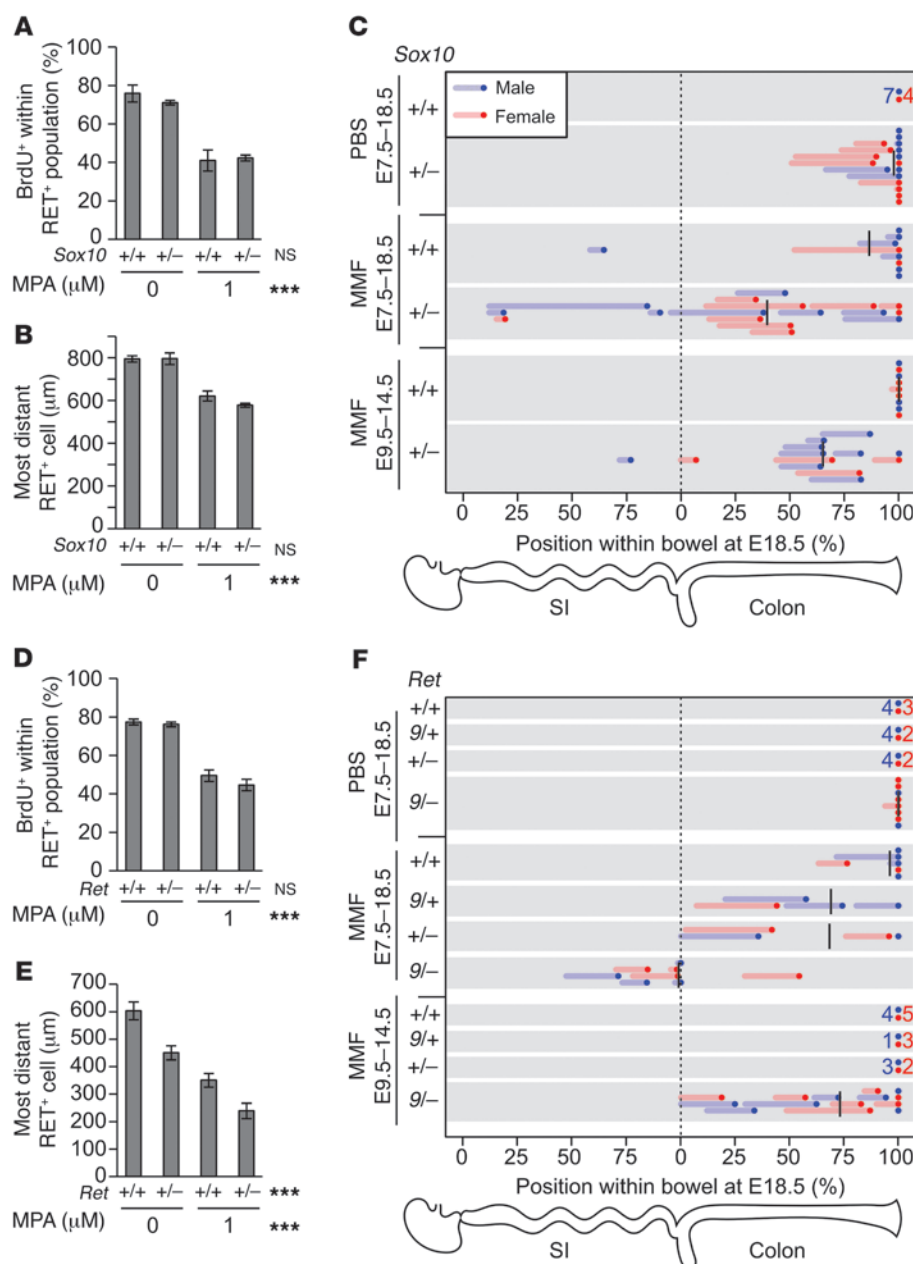 A
80
60
40
20
0
BrdU+ within
RET+ population (%)
Sox10 +/+ +/− +/+ +/− NS
MPA (μM) 0 1 ***
B
800
600
400
200
0
Most distant
RET+ cell (μm)
Sox10 +/+ +/− +/+ +/− NS
MPA (μM) 0 1 ***
C
Sox10
Male
Female
PBS
E7.5–18.5
+/+
7 4
+/−
MMF
E7.5–18.5
+/+
+/−
MMF
E9.5–14.5
+/+
+/−
0 25 50 75 0 25 50 75 100
Position within bowel at E18.5 (%)
SI Colon
D
100
80
60
40
20
0
BrdU+ within
RET+ population (%)
Ret +/+ +/− +/+ +/− NS
MPA (μM) 0 1 ***
E
700
600
500
400
300
200
100
0
Most distant
RET+ cell (μm)
Ret +/+ +/− +/+ +/− ***
MPA (μM) 0 1 ***
F
Ret
PBS
E7.5–18.5
+/+ 4 3
9/+ 4 2
+/− 4 2
9/−
MMF
E7.5–18.5
+/+
9/+
+/−
9/−
MMF
E9.5–14.5
+/+ 4 5
9/+ 1 3
+/− 3 2
9/−
0 25 50 75 0 25 50 75 100
Position within bowel at E18.5 (%)
SI Colon